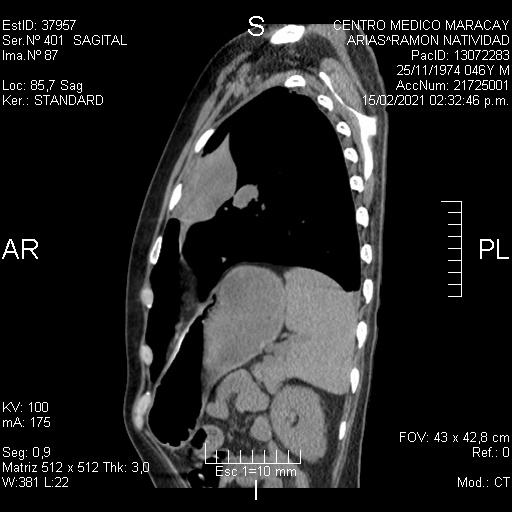 EstID: 37957
Ser.Nº 401 SAGITAL
Ima.Nº 87
Loc: 85,7 Sag
Ker.: STANDARD
S
CENTRO MEDICO MARACAY
ARIAS^RAMON NATIVIDAD
PacID: 13072283
25/11/1974 046Y M
AccNum: 21725001
15/02/2021 02:32:46 p.m.
AR
PL
KV: 100
mA: 175
Seg: 0,9
Matriz 512 x 512 Thk: 3,0
W:381 L:22
Esc 1=10 mm
I
FOV: 43 x 42,8 cm
Ref.: 0
Mod.: CT